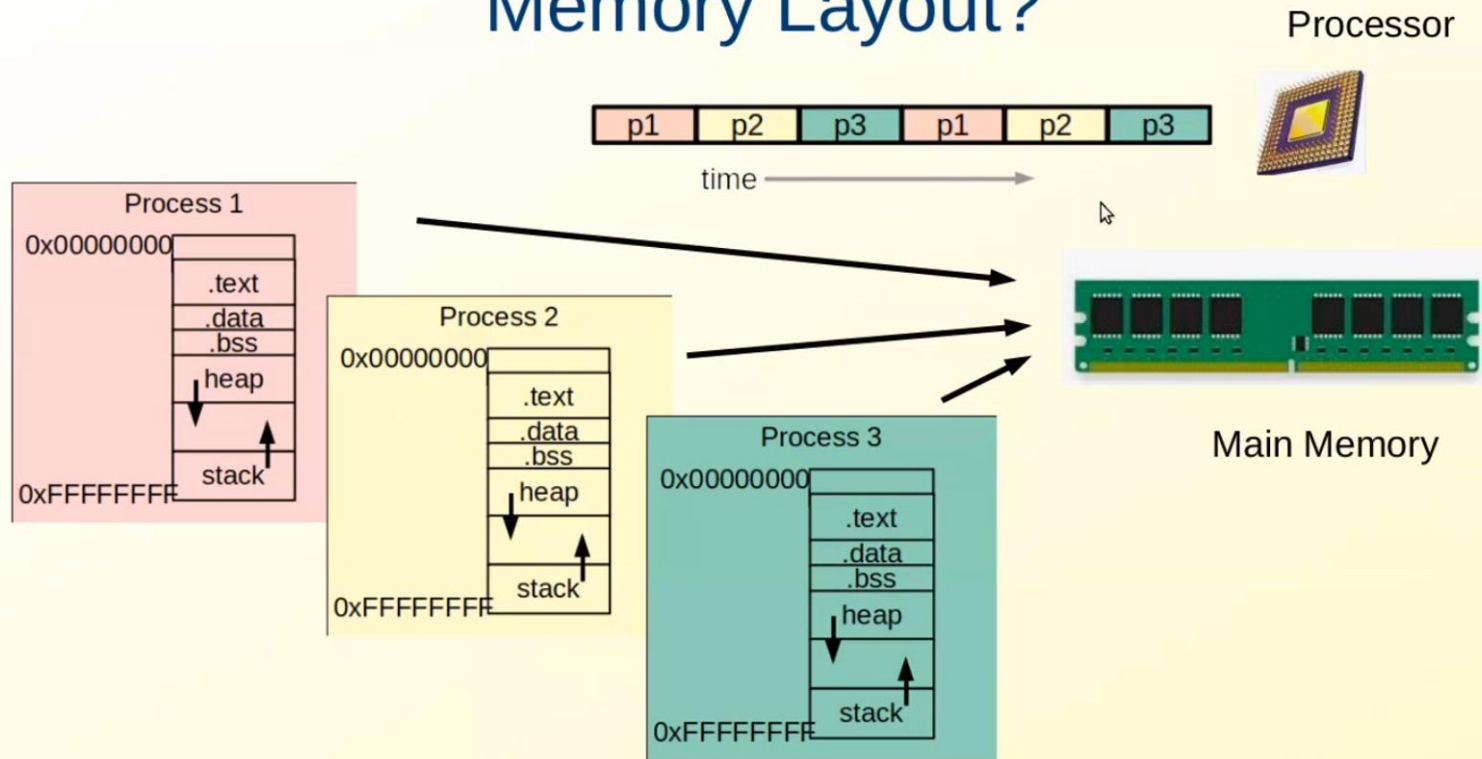 Memory Layout?
Processor
p1 p2 p3 p1 p2 p3
time
Process 1
0x00000000
.text
.data
.bss
heap
stack
0xFFFFFFFF
Process 2
0x00000000
.text
.data
.bss
heap
stack
0xFFFFFFFF
Process 3
0x00000000
.text
.data
.bss
heap
stack
0xFFFFFFFF
Main Memory